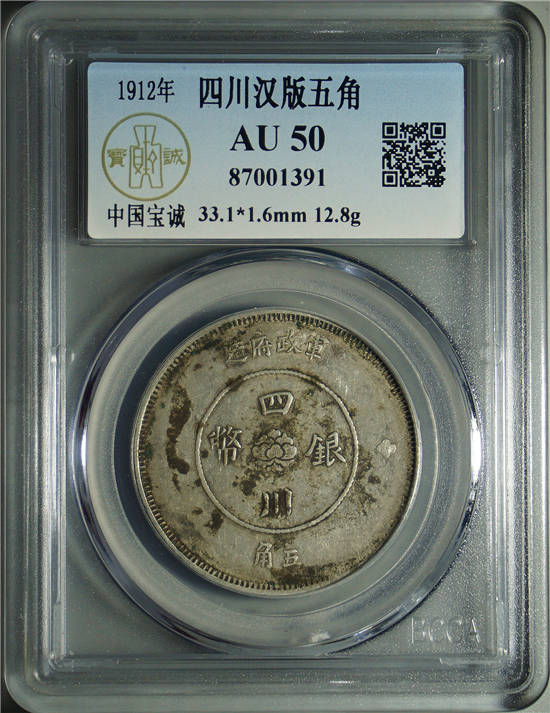 1912年 四川汉版五角
AU 50
寶 誠
87001391
中国宝诚 33.1*1.6mm 12.8g
軍政府造
四
銀幣
川
五角
BCCA